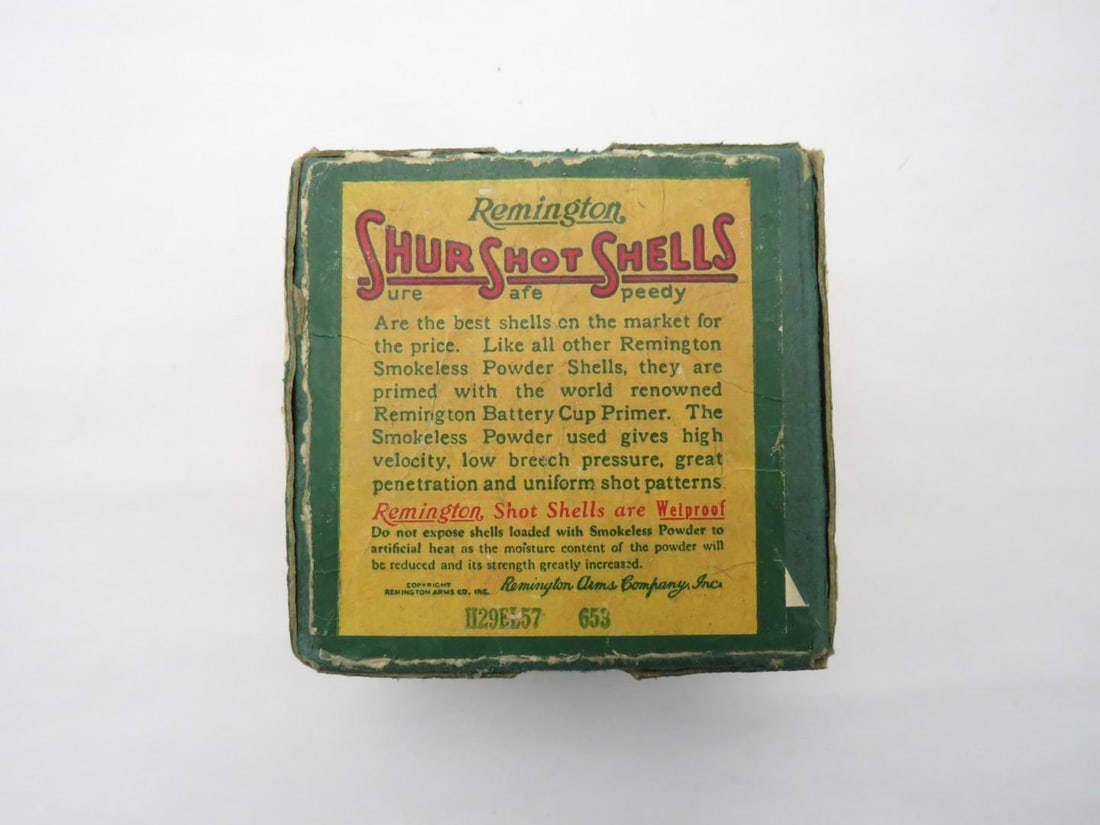 Remington
SHUR SHOT SHELLS
ure afe peedy
Are the best shells on the market for
the price. Like all other Remington
Smokeless Powder Shells, they are
primed with the world renowned
Remington Battery Cup Primer. The
Smokeless Powder used gives high
velocity, low breech pressure, great
penetration and uniform shot patterns
Remington, Shot Shells are Wetproof
Do not expose shells loaded with Smokeless Powder to
artificial heat as the moisture content of the powder will
be reduced and its strength greatly increased.
COPYRIGHT
REMINGTON ARMS CO. INC.
Remington Arms Company, Inc.
653